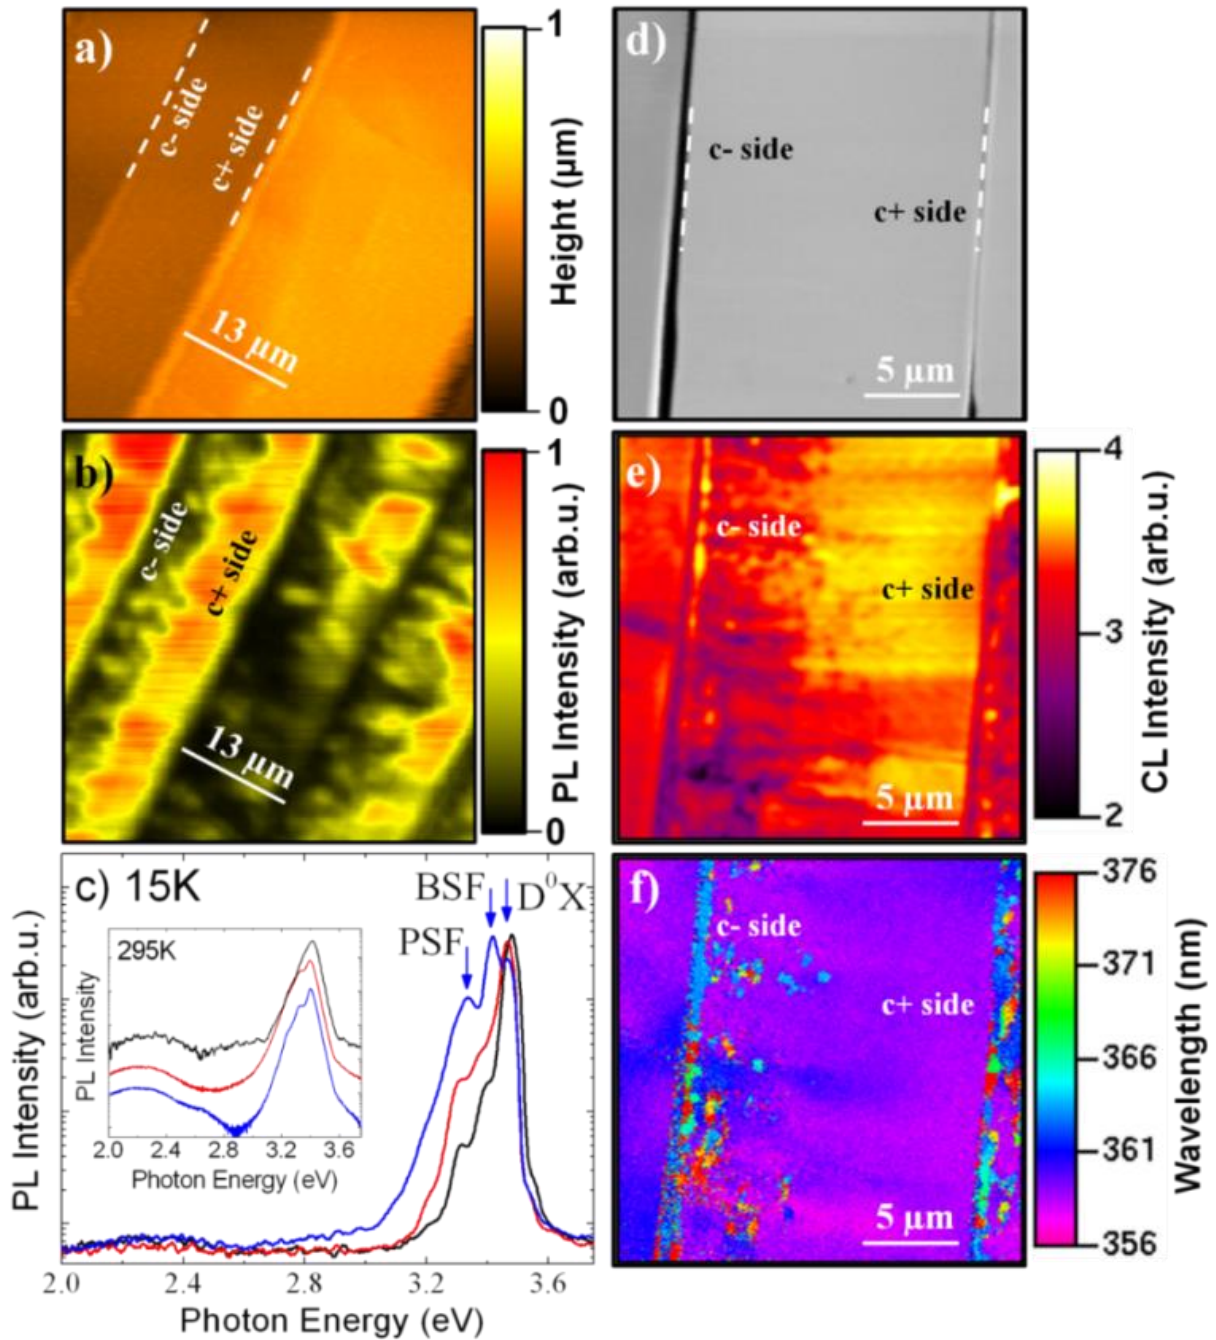 a)
c- side
c+ side
13 µm
1
Height (µm)
0
d)
c- side
c+ side
5 µm
b)
c- side
c+ side
13 µm
1
PL Intensity (arb.u.)
0
e)
c- side
c+ side
5 µm
4
3
2
CL Intensity (arb.u.)
c) 15K
BSF
D⁰X
PSF
295K
PL Intensity
2.0 2.4 2.8 3.2 3.6
Photon Energy (eV)
PL Intensity (arb.u.)
2.0 2.4 2.8 3.2 3.6
Photon Energy (eV)
f)
c- side
c+ side
5 µm
376
371
366
361
356
Wavelength (nm)